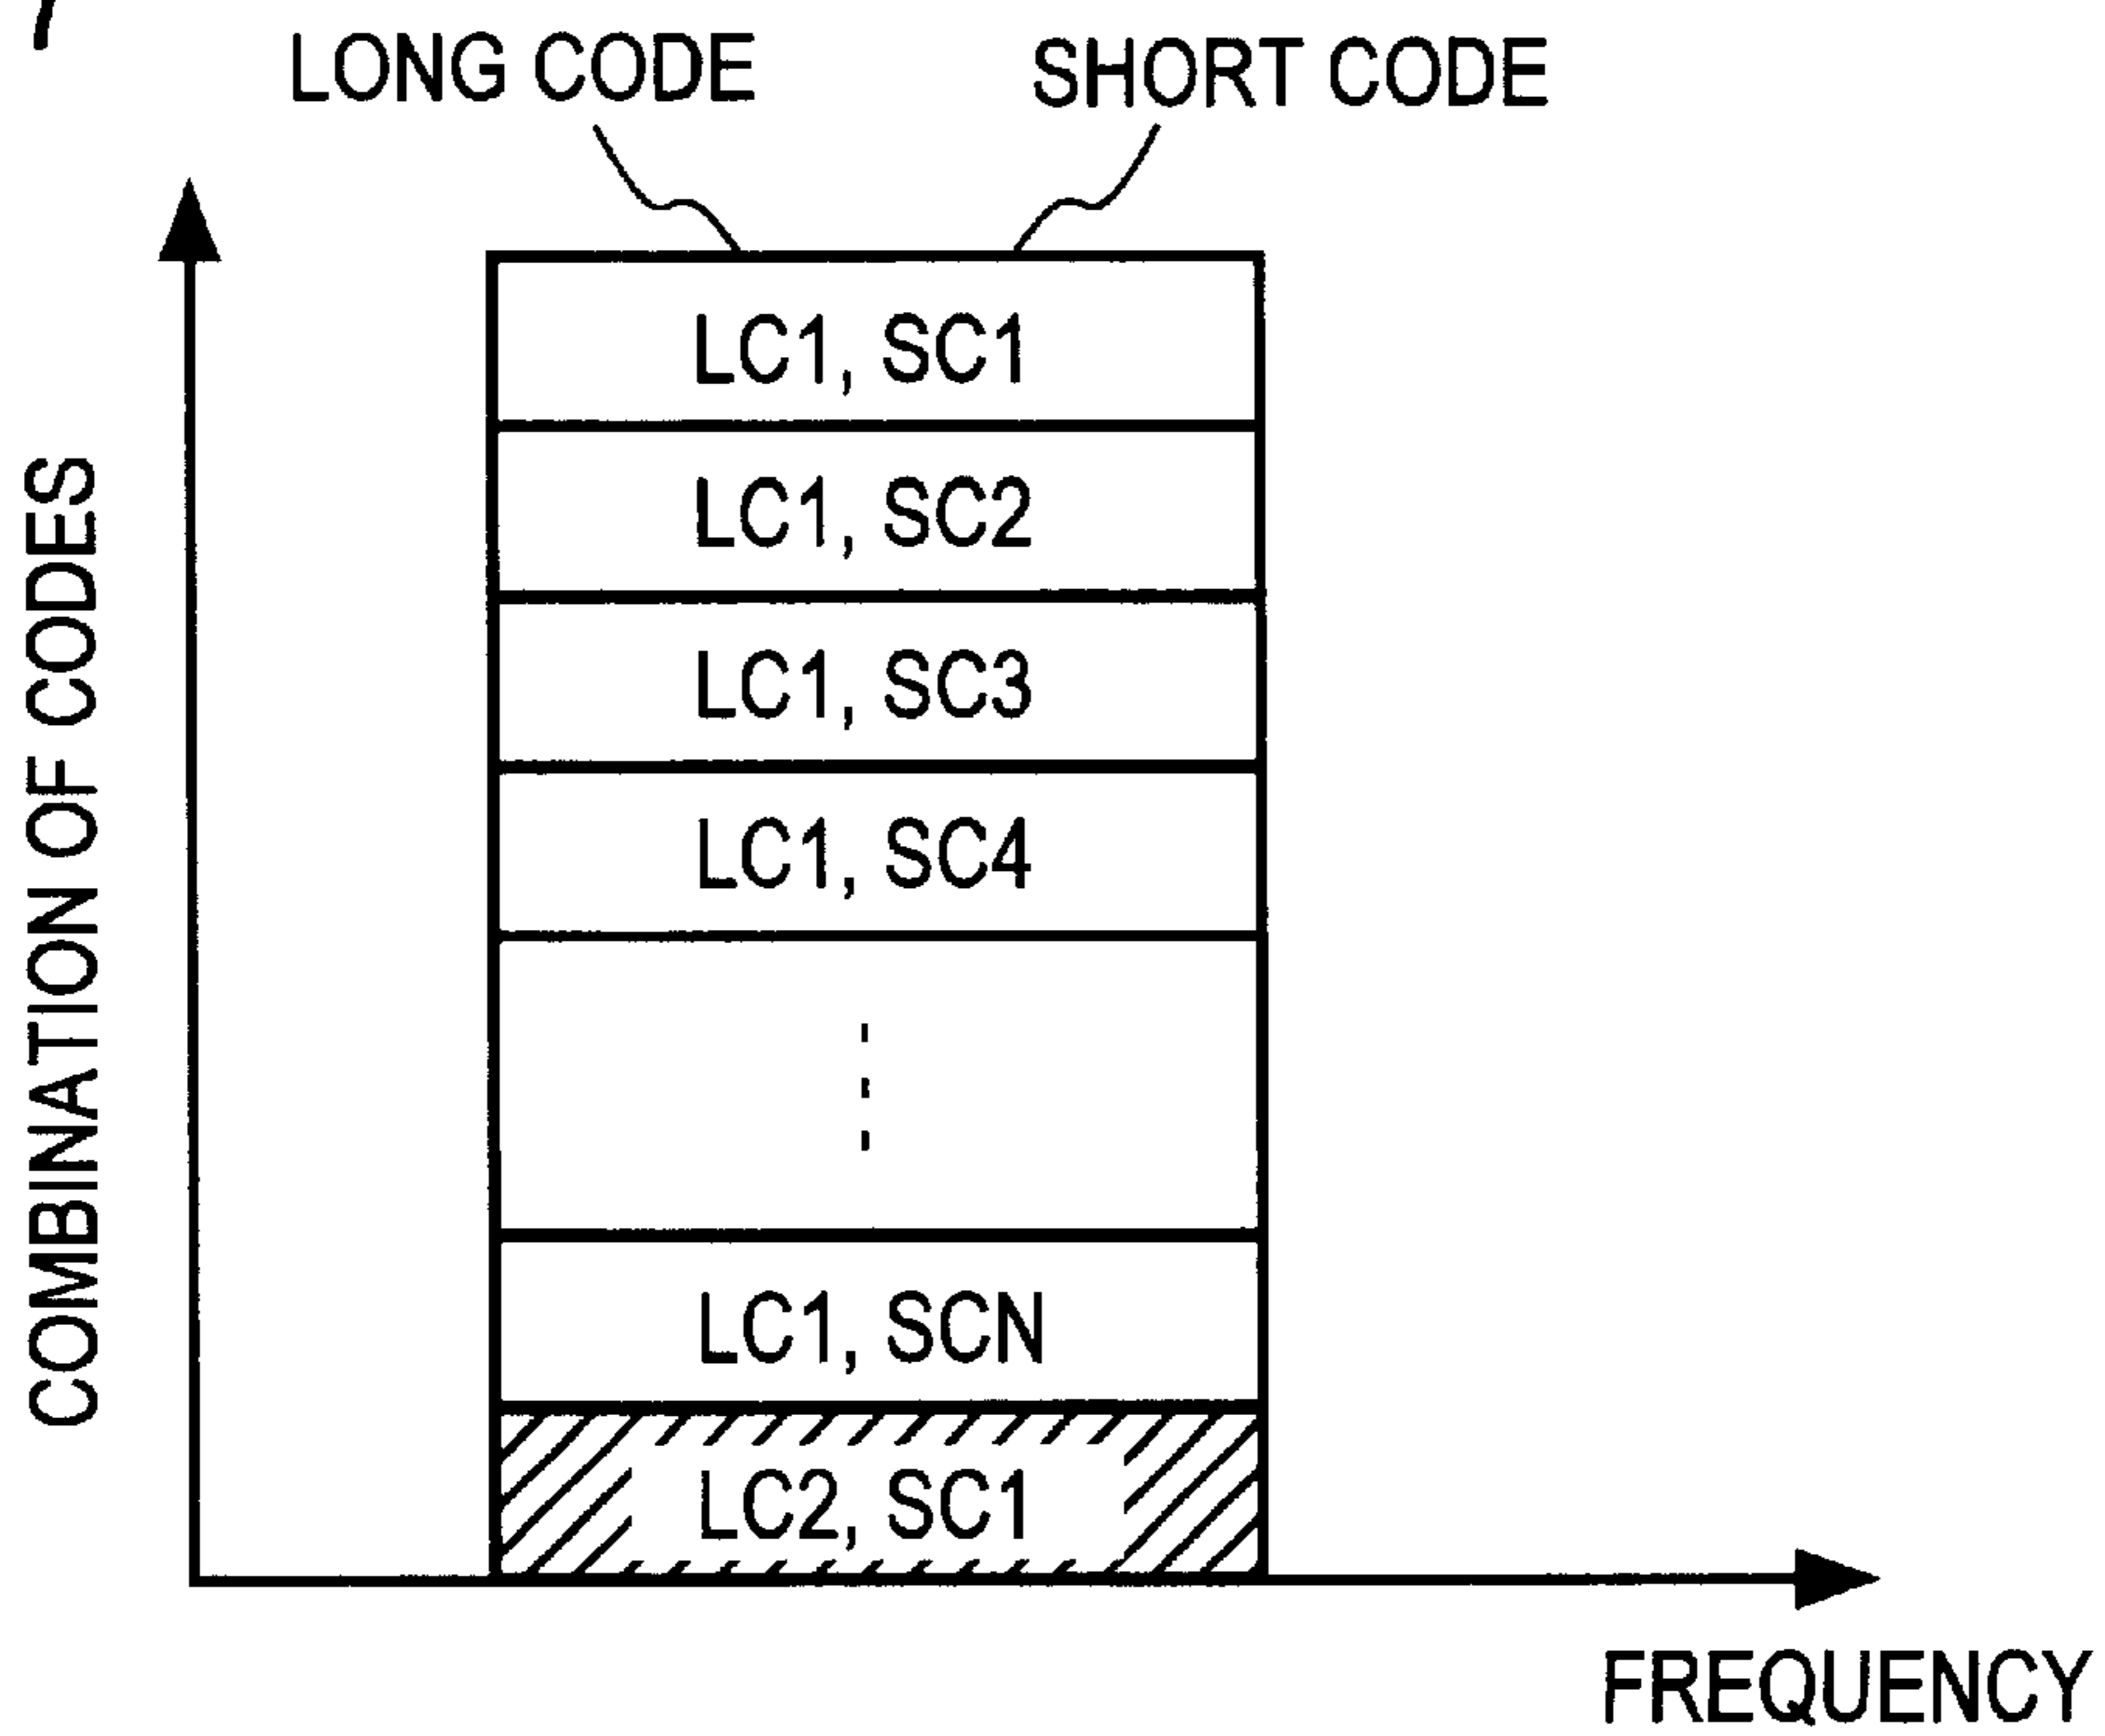 LONG CODE
SHORT CODE
COMBINATION OF CODES
LC1, SC1
LC1, SC2
LC1, SC3
LC1, SC4
LC1, SCN
LC2, SC1
FREQUENCY